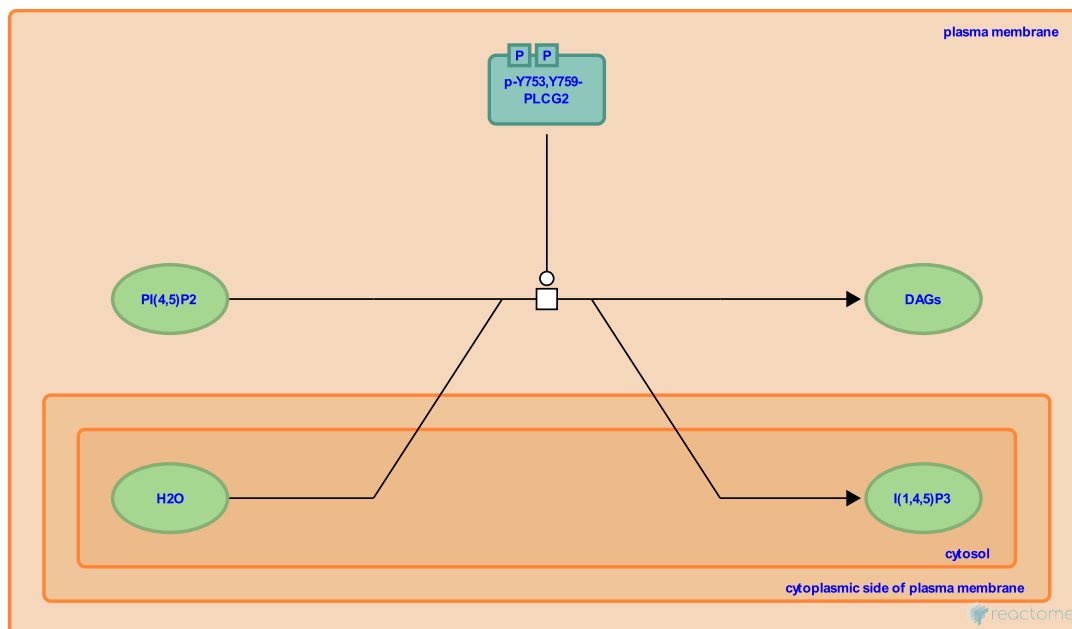 plasma membrane
P P
p-Y753,Y759-
PLCG2
PI(4,5)P2
DAGs
H2O
I(1,4,5)P3
cytosol
cytoplasmic side of plasma membrane
reactome